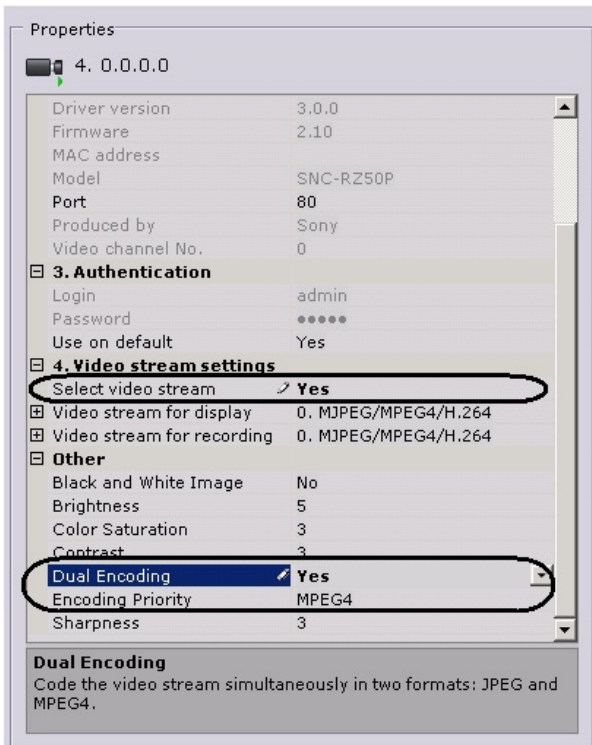 Properties
4. 0.0.0.0
Driver version 3.0.0
Firmware 2.10
MAC address
Model SNC-RZ50P
Port 80
Produced by Sony
Video channel No. 0
3. Authentication
Login admin
Password •••••
Use on default Yes
4. Video stream settings
Select video stream Yes
Video stream for display 0. MJPEG/MPEG4/H.264
Video stream for recording 0. MJPEG/MPEG4/H.264
Other
Black and White Image No
Brightness 5
Color Saturation 3
Contrast 3
Dual Encoding Yes
Encoding Priority MPEG4
Sharpness 3
Dual Encoding
Code the video stream simultaneously in two formats: JPEG and
MPEG4.